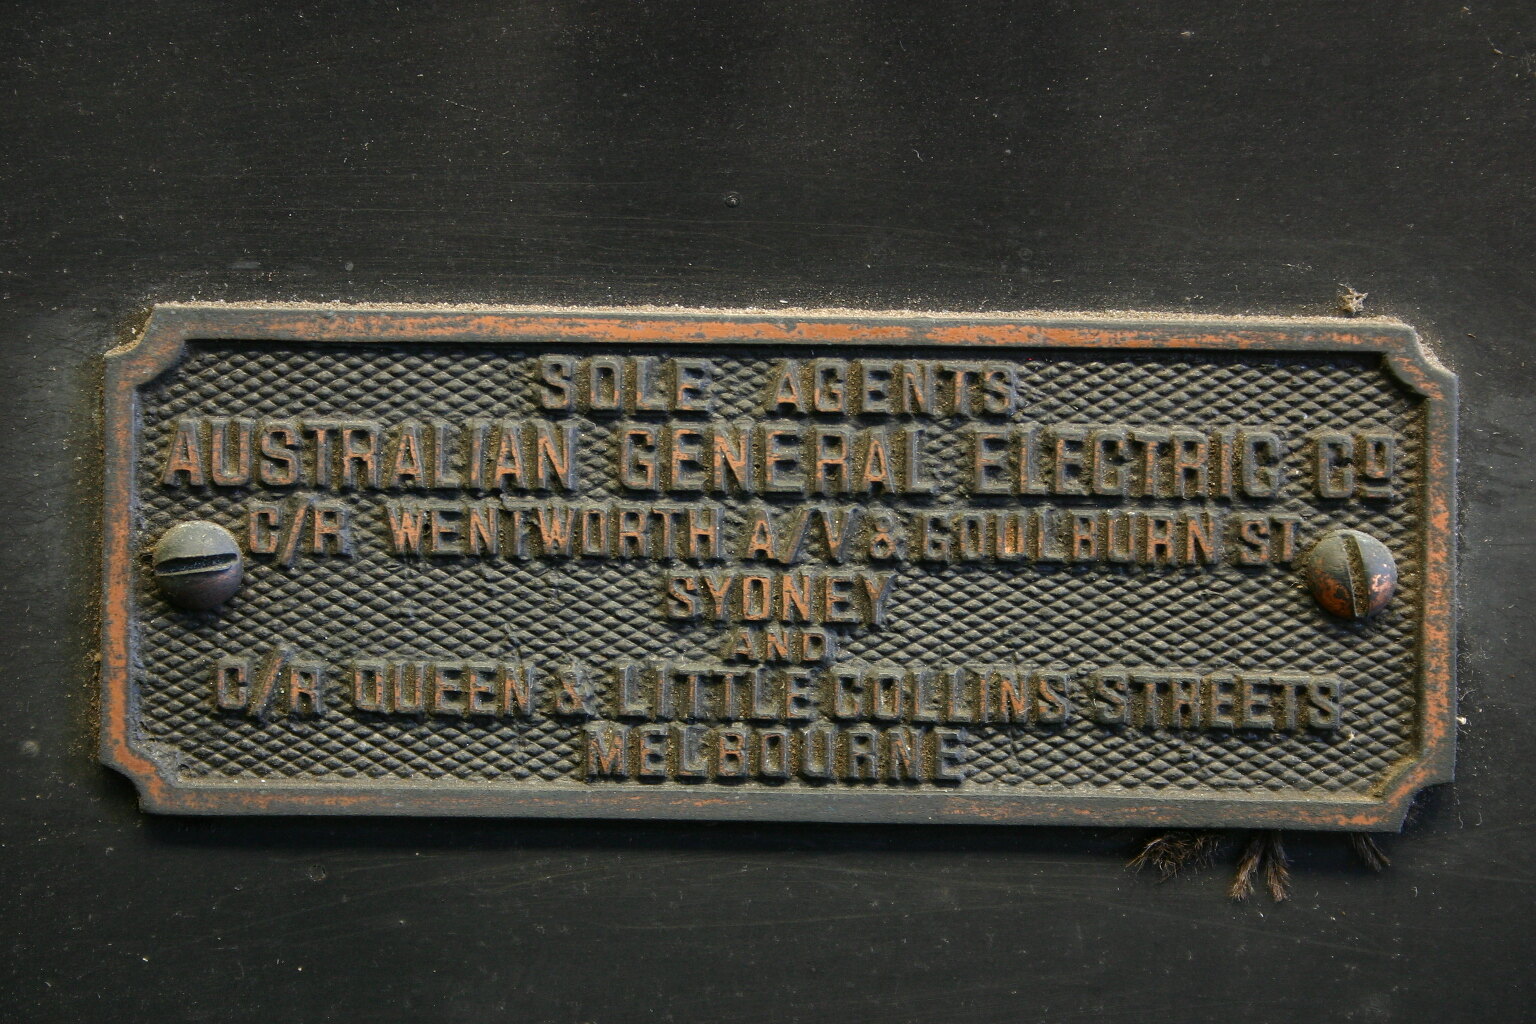 SOLE AGENTS
AUSTRALIAN GENERAL ELECTRIC Cº
C/R WENTWORTH A/V & GOULBURN ST
SYDNEY
AND
C/R QUEEN & LITTLE COLLINS STREETS
MELBOURNE